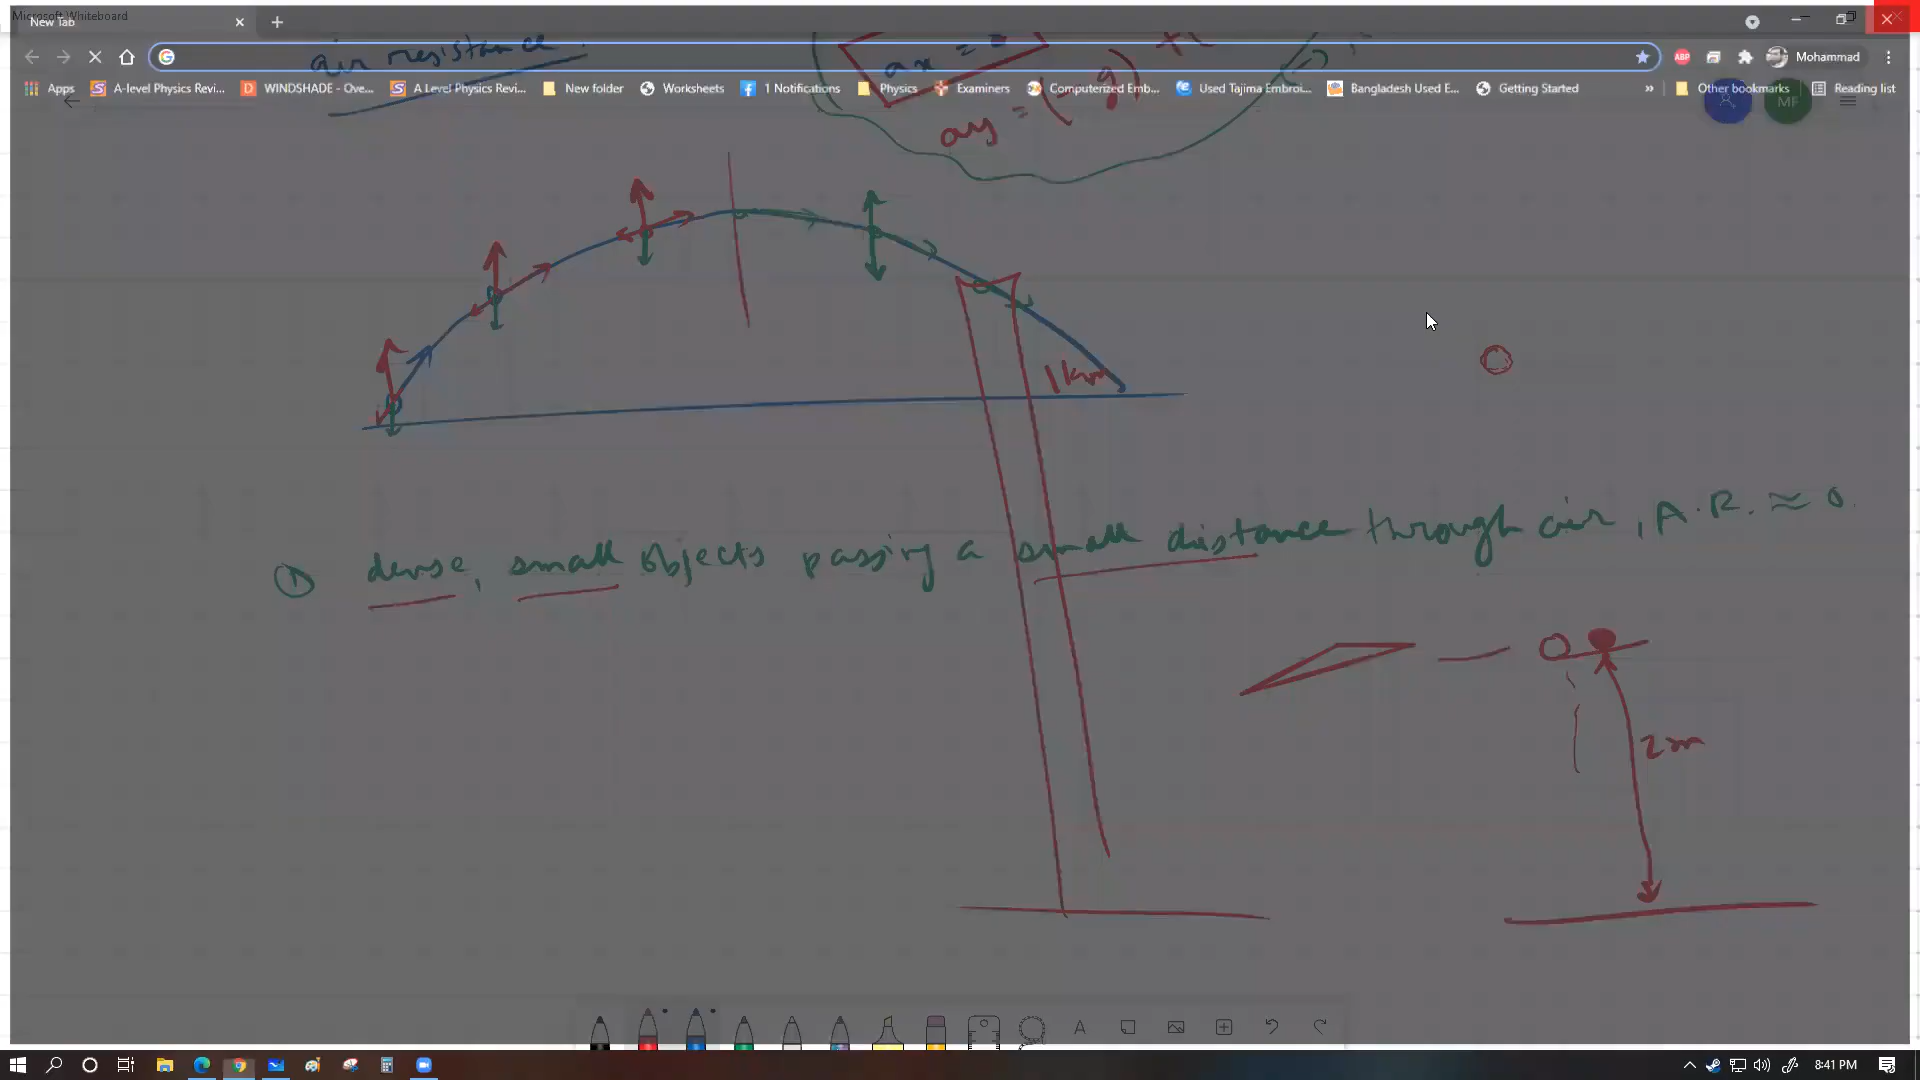 Microsoft Whiteboard
New Tab
Mohammad
Apps A-level Physics Revi... WINDSHADE - Ove... A Level Physics Revi... New folder Worksheets 1 Notifications Physics Examiners Computerized Emb... Used Tajima Embroi... Bangladesh Used E... Getting Started » Other bookmarks Reading list
MF
air resistance
ax =
ay = (-g)
1km
① dense, small objects passing a small distance through air, A.R. ≈ 0.
2m
8:41 PM